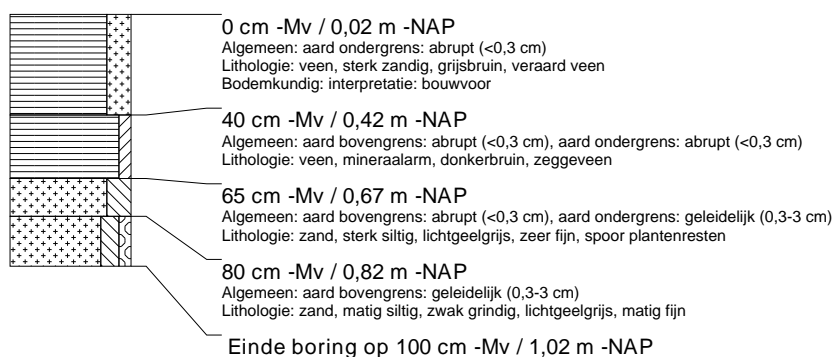 0 cm -Mv / 0,02 m -NAP
Algemeen: aard ondergrens: abrupt (<0,3 cm)
Lithologie: veen, sterk zandig, grijsbruin, veraard veen
Bodemkundig: interpretatie: bouwvoor
40 cm -Mv / 0,42 m -NAP
Algemeen: aard bovengrens: abrupt (<0,3 cm), aard ondergrens: abrupt (<0,3 cm)
Lithologie: veen, mineraalarm, donkerbruin, zeggeveen
65 cm -Mv / 0,67 m -NAP
Algemeen: aard bovengrens: abrupt (<0,3 cm), aard ondergrens: geleidelijk (0,3-3 cm)
Lithologie: zand, sterk siltig, lichtgeelgrijs, zeer fijn, spoor plantenresten
80 cm -Mv / 0,82 m -NAP
Algemeen: aard bovengrens: geleidelijk (0,3-3 cm)
Lithologie: zand, matig siltig, zwak grindig, lichtgeelgrijs, matig fijn
Einde boring op 100 cm -Mv / 1,02 m -NAP